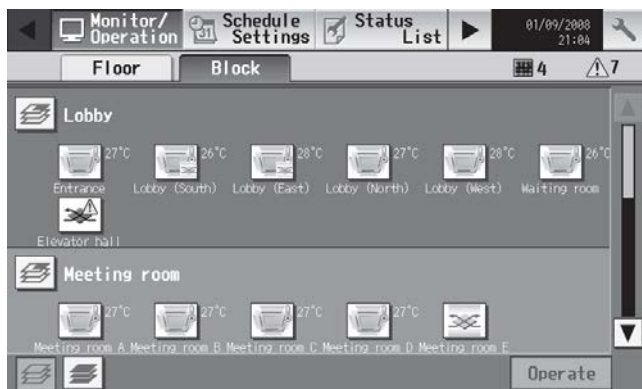 Monitor/ Operation
Schedule Settings
Status List
01/09/2008
21:04
Floor
Block
4
7
Lobby
27°C 26°C 28°C 27°C 28°C 26°C
Entrance Lobby (South) Lobby (East) Lobby (North) Lobby (West) Waiting room
Elevator hall
Meeting room
27°C 27°C 27°C 27°C
Meeting room A Meeting room B Meeting room C Meeting room D Meeting room E
Operate